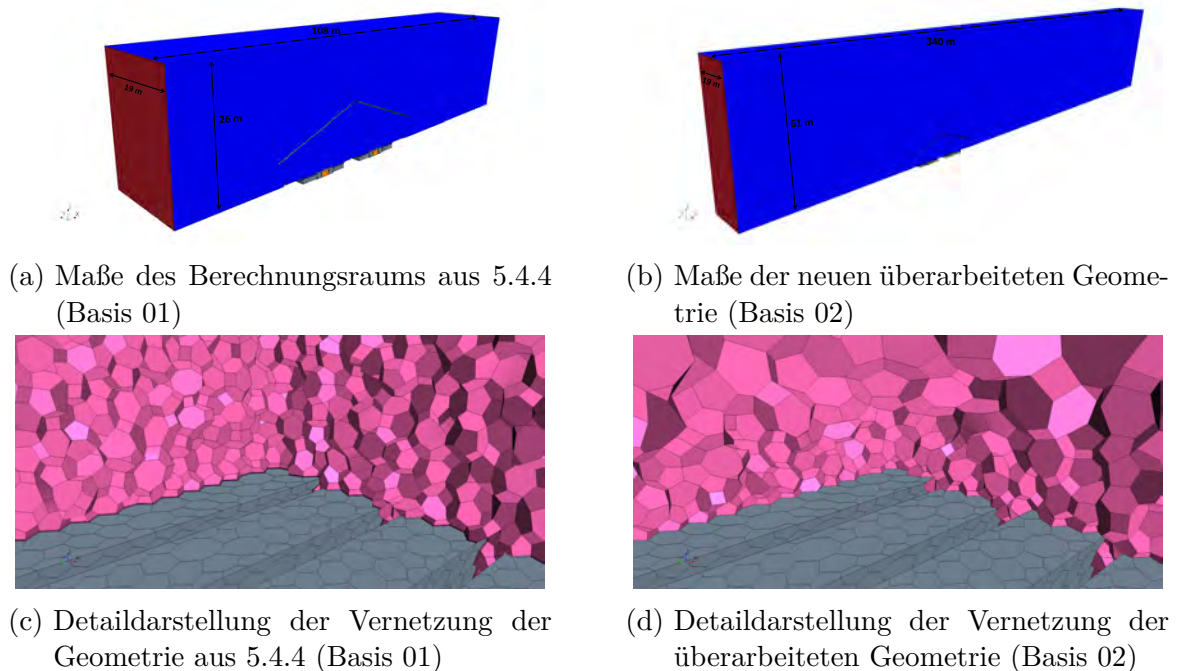 108 m
19 m
26 m
340 m
19 m
61 m
(a) Maße des Berechnungsraums aus 5.4.4
(Basis 01)
(b) Maße der neuen überarbeiteten Geome-
trie (Basis 02)
(c) Detaildarstellung der Vernetzung der
Geometrie aus 5.4.4 (Basis 01)
(d) Detaildarstellung der Vernetzung der
überarbeiteten Geometrie (Basis 02)